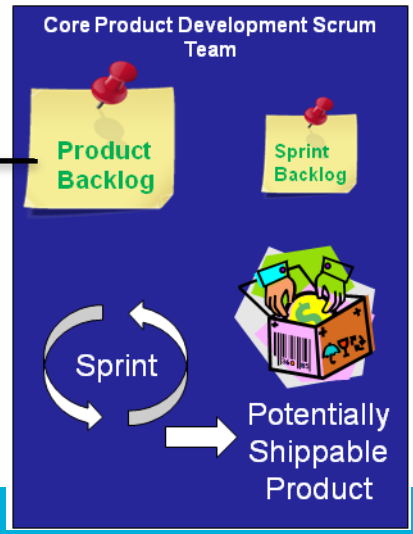 Core Product Development Scrum
Team
Product
Backlog
Sprint
Backlog
Sprint
Potentially
Shippable
Product